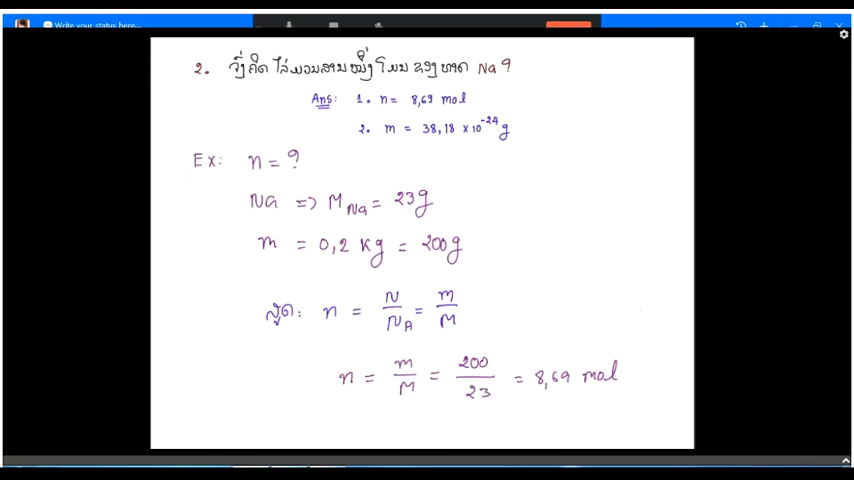 Write your status here...
2. ຈົ່ງຄິດໄລ່ມວນສານໜຶ່ງໂມນຂອງທາດ Na ?
Ans: 1. n = 8,69 mol
2. m = 38,18 x 10⁻²⁴ g
Ex: n = ?
Na => M Na = 23g
m = 0,2 Kg = 200g
ສູດ: n = N/N_A = m/M
n = m/M = 200/23 = 8,69 mol